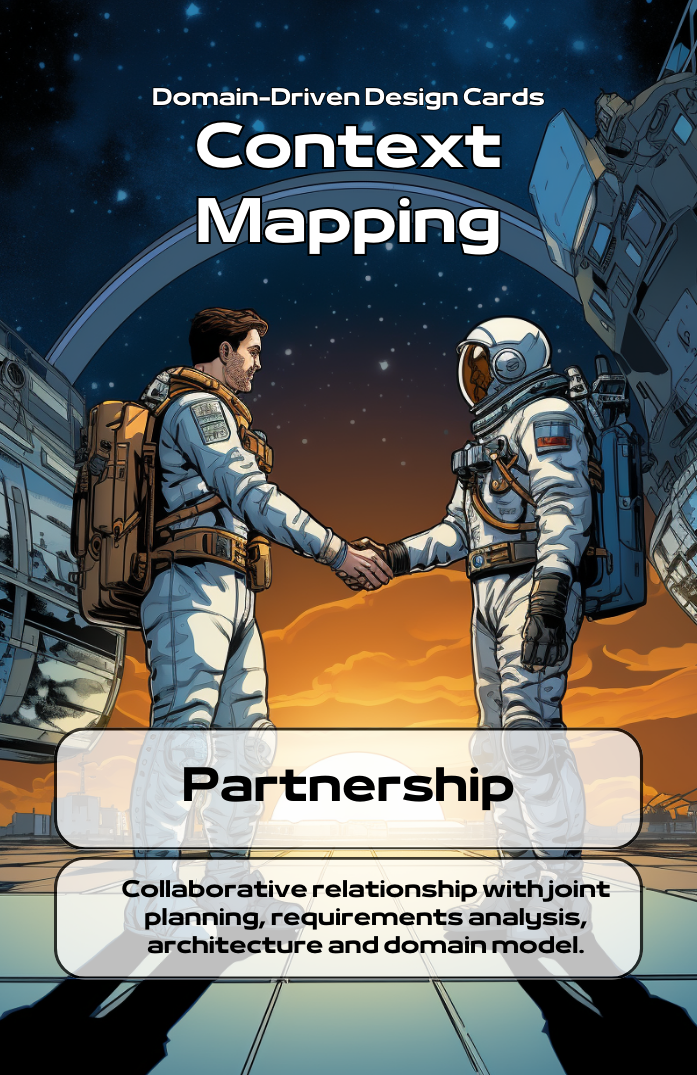 Domain-Driven Design Cards
Context
Mapping
Partnership
Collaborative relationship with joint
planning, requirements analysis,
architecture and domain model.